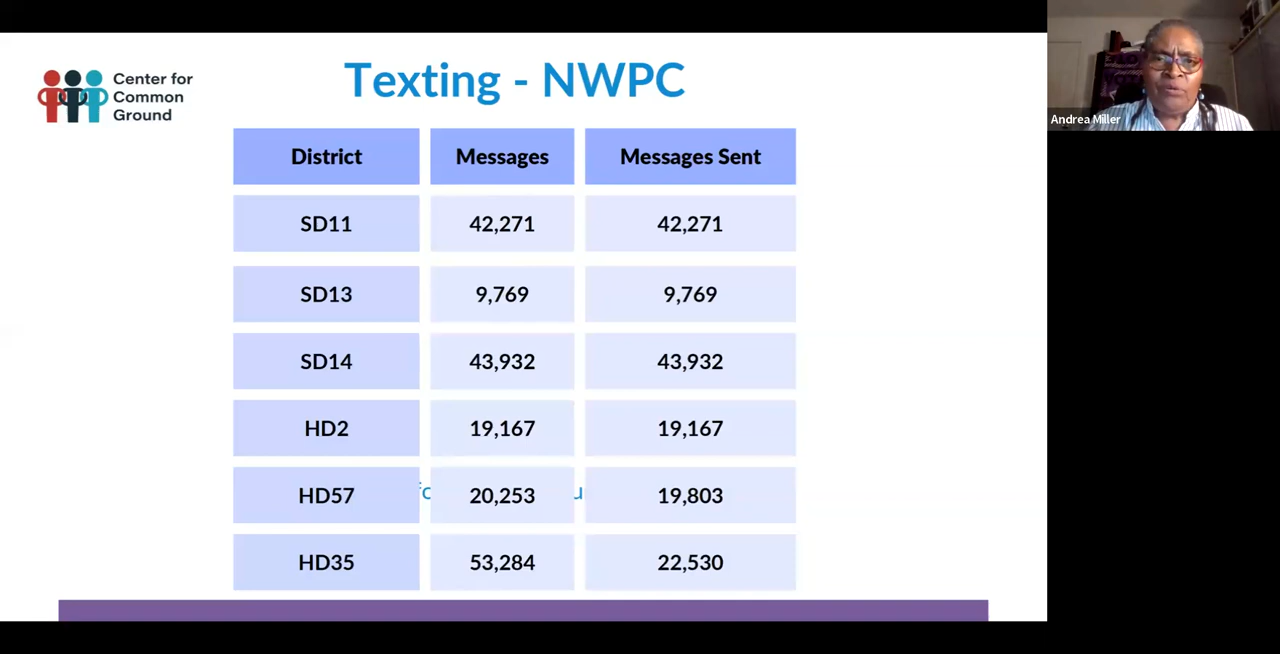 Center for
Common
Ground
Texting - NWPC
Andrea Miller
District Messages Messages Sent
SD11 42,271 42,271
SD13 9,769 9,769
SD14 43,932 43,932
HD2 19,167 19,167
HD57 20,253 19,803
HD35 53,284 22,530